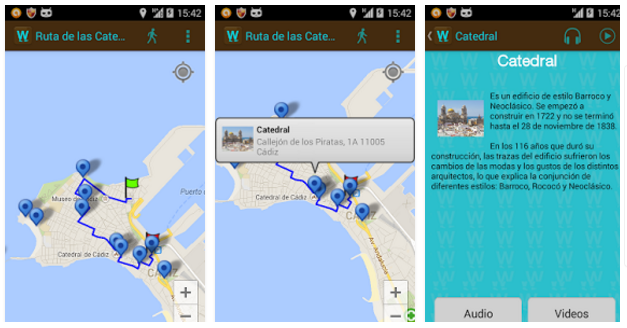 15:42
W Ruta de las Cate...
Museo de Cádiz
Catedral de Cádiz
CÁDIZ
Puerto
+
−
15:42
W Ruta de las Cate...
Catedral
Callejón de los Piratas, 1A 11005
Cádiz
Catedral de Cádiz
CÁDIZ
Av. Andalucía
+
−
15:42
W Catedral
Catedral
Es un edificio de estilo Barroco y
Neoclásico. Se empezó a
construir en 1722 y no se terminó
hasta el 28 de noviembre de 1838.
En los 116 años que duró su
construcción, las trazas del edificio sufrieron los
cambios de las modas y los gustos de los distintos
arquitectos, lo que explica la conjunción de
diferentes estilos: Barroco, Rococó y Neoclásico.
Audio
Videos